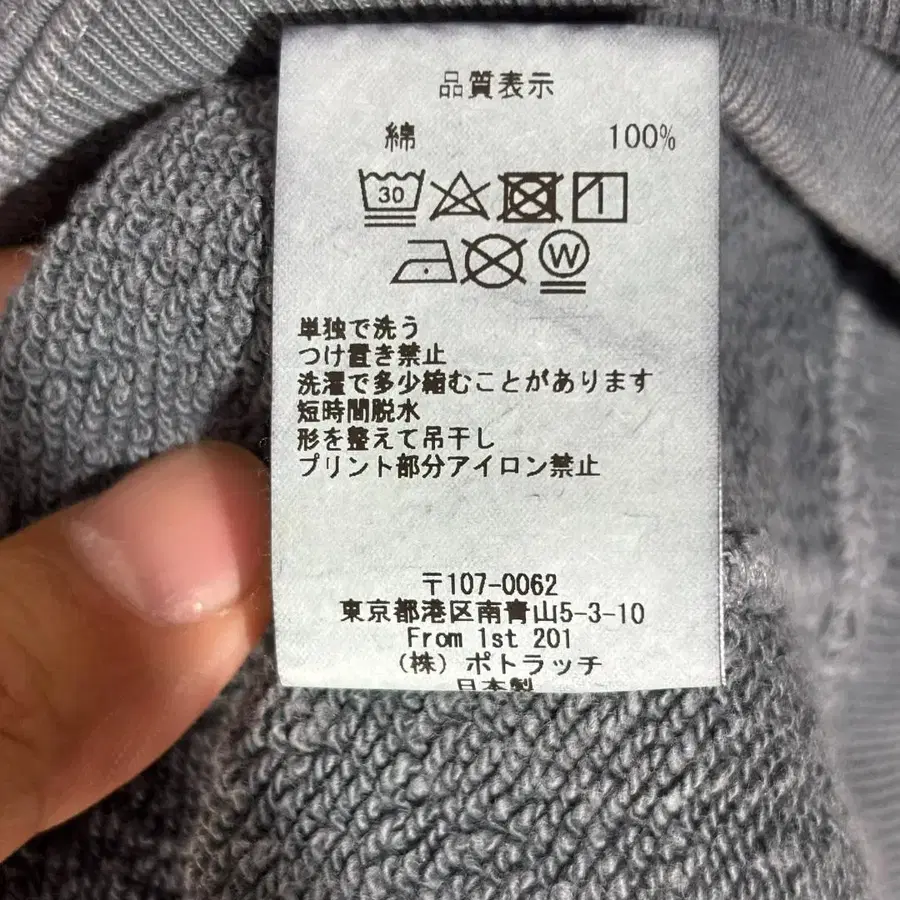 品質表示
綿 100%
30
W
単独で洗う
つけ置き禁止
洗濯で多少縮むことがあります
短時間脱水
形を整えて吊干し
プリント部分アイロン禁止
〒107-0062
東京都港区南青山5-3-10
From 1st 201
(株) ポトラッチ
日本製